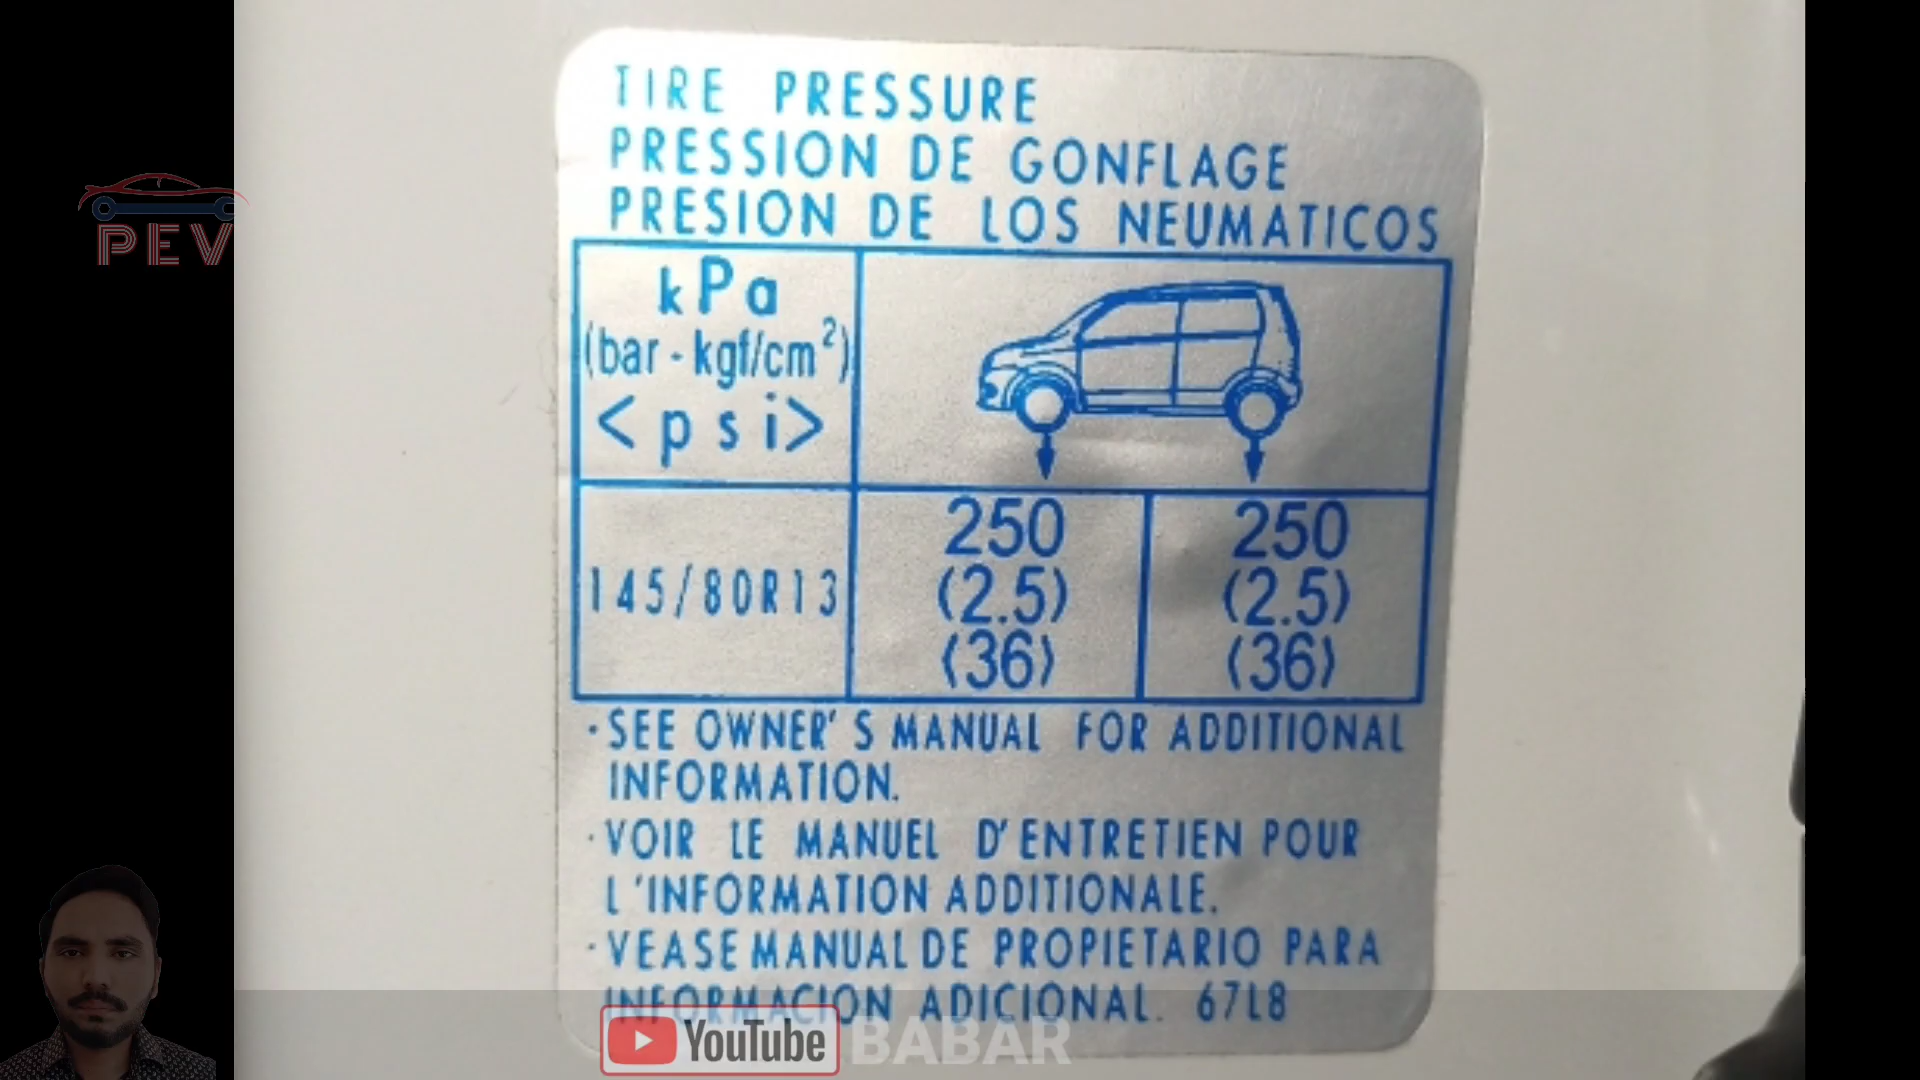 TIRE PRESSURE
PRESSION DE GONFLAGE
PRESION DE LOS NEUMATICOS
PEV
kPa
(bar - kgf/cm²)
<psi>
145/80R13
250 250
(2.5) (2.5)
(36) (36)
·SEE OWNER'S MANUAL FOR ADDITIONAL
INFORMATION.
·VOIR LE MANUEL D'ENTRETIEN POUR
L'INFORMATION ADDITIONALE.
·VEASE MANUAL DE PROPIETARIO PARA
INFORMACION ADICIONAL. 67L8
YouTube BABAR